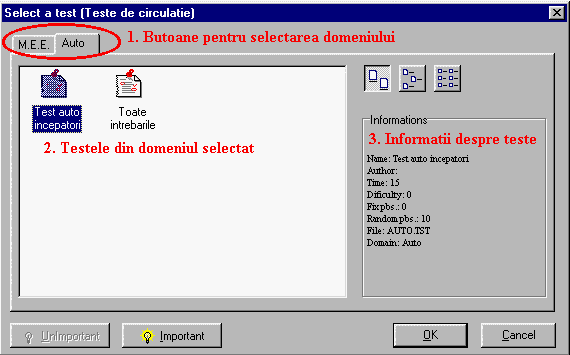 Select a test (Teste de circulatie)
1. Butoane pentru selectarea domeniului
M.E.E. Auto
Test auto
incepatori
Toate
intrebarile
2. Testele din domeniul selectat
Informations
3. Informatii despre teste
Name: Test auto incepatori
Author:
Time: 15
Dificulty: 0
Fix pbs.: 0
Random pbs.: 10
File: AUTO.TST
Domain: Auto
UnImportant
Important
OK
Cancel